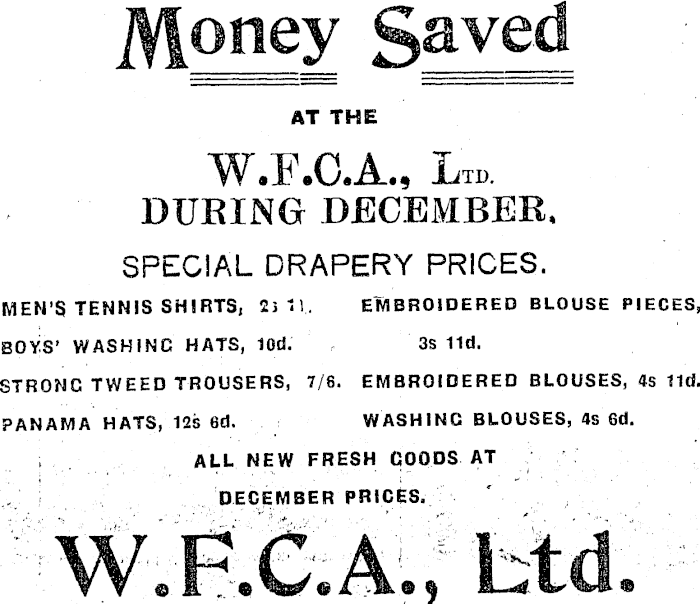 Money Saved
AT THE
W.F.C.A., LTD.
DURING DECEMBER.
SPECIAL DRAPERY PRICES.
MEN'S TENNIS SHIRTS,
BOYS' WASHING HATS, 10d.
STRONG TWEED TROUSERS, 7/6.
PANAMA HATS, 12s 6d.
EMBROIDERED BLOUSE PIECES,
3s 11d.
EMBROIDERED BLOUSES, 4s 11d.
WASHING BLOUSES, 4s 6d.
ALL NEW FRESH GOODS AT
DECEMBER PRICES.
W.F.C.A., Ltd.